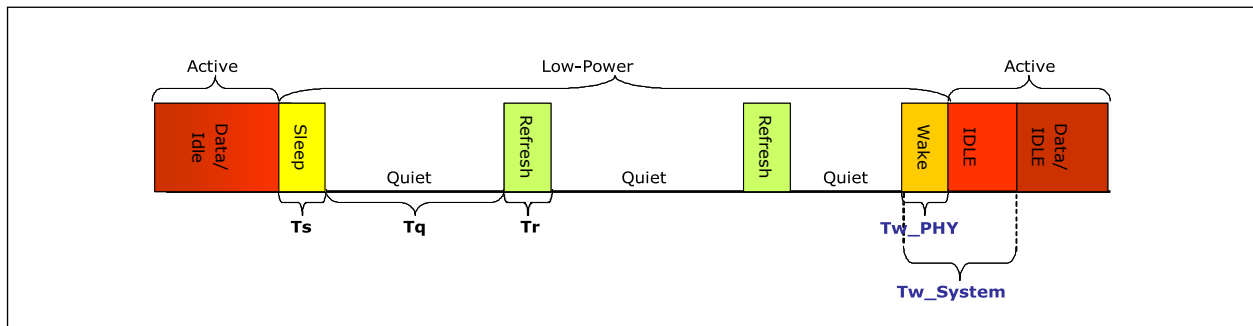 Active
Low-Power
Active
Data/
Idle
Sleep
Quiet
Refresh
Quiet
Refresh
Quiet
Wake
IDLE
Data/
IDLE
Ts
Tq
Tr
Tw_PHY
Tw_System